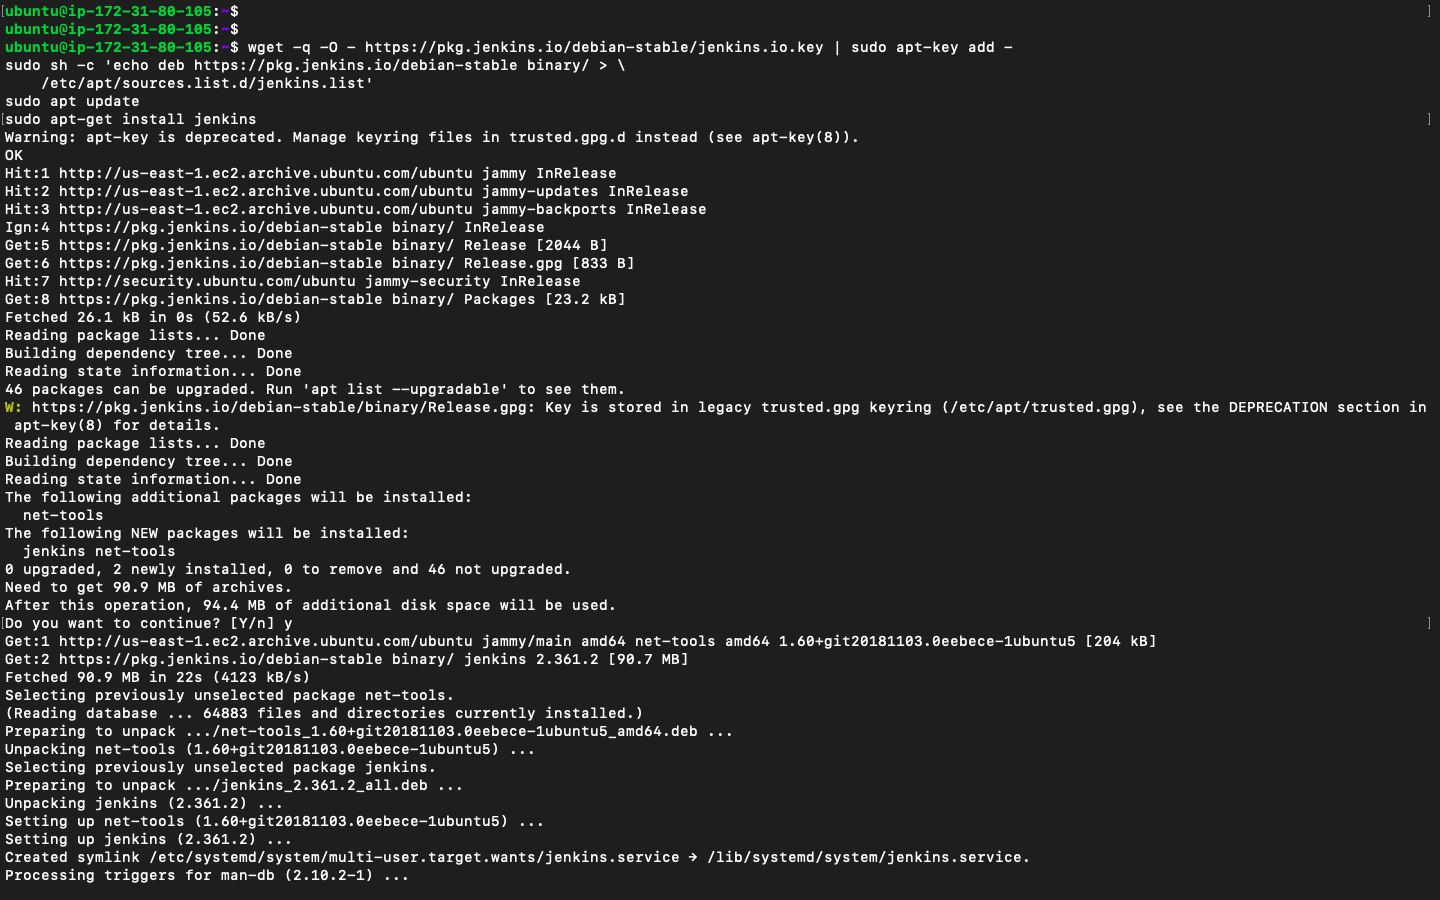 [ubuntu@ip-172-31-80-105:~$ ]
ubuntu@ip-172-31-80-105:~$
ubuntu@ip-172-31-80-105:~$ wget -q -O - https://pkg.jenkins.io/debian-stable/jenkins.io.key | sudo apt-key add -
sudo sh -c 'echo deb https://pkg.jenkins.io/debian-stable binary/ > \
    /etc/apt/sources.list.d/jenkins.list'
sudo apt update
[sudo apt-get install jenkins ]
Warning: apt-key is deprecated. Manage keyring files in trusted.gpg.d instead (see apt-key(8)).
OK
Hit:1 http://us-east-1.ec2.archive.ubuntu.com/ubuntu jammy InRelease
Hit:2 http://us-east-1.ec2.archive.ubuntu.com/ubuntu jammy-updates InRelease
Hit:3 http://us-east-1.ec2.archive.ubuntu.com/ubuntu jammy-backports InRelease
Ign:4 https://pkg.jenkins.io/debian-stable binary/ InRelease
Get:5 https://pkg.jenkins.io/debian-stable binary/ Release [2044 B]
Get:6 https://pkg.jenkins.io/debian-stable binary/ Release.gpg [833 B]
Hit:7 http://security.ubuntu.com/ubuntu jammy-security InRelease
Get:8 https://pkg.jenkins.io/debian-stable binary/ Packages [23.2 kB]
Fetched 26.1 kB in 0s (52.6 kB/s)
Reading package lists... Done
Building dependency tree... Done
Reading state information... Done
46 packages can be upgraded. Run 'apt list --upgradable' to see them.
W: https://pkg.jenkins.io/debian-stable/binary/Release.gpg: Key is stored in legacy trusted.gpg keyring (/etc/apt/trusted.gpg), see the DEPRECATION section in
 apt-key(8) for details.
Reading package lists... Done
Building dependency tree... Done
Reading state information... Done
The following additional packages will be installed:
  net-tools
The following NEW packages will be installed:
  jenkins net-tools
0 upgraded, 2 newly installed, 0 to remove and 46 not upgraded.
Need to get 90.9 MB of archives.
After this operation, 94.4 MB of additional disk space will be used.
[Do you want to continue? [Y/n] y ]
Get:1 http://us-east-1.ec2.archive.ubuntu.com/ubuntu jammy/main amd64 net-tools amd64 1.60+git20181103.0eebece-1ubuntu5 [204 kB]
Get:2 https://pkg.jenkins.io/debian-stable binary/ jenkins 2.361.2 [90.7 MB]
Fetched 90.9 MB in 22s (4123 kB/s)
Selecting previously unselected package net-tools.
(Reading database ... 64883 files and directories currently installed.)
Preparing to unpack .../net-tools_1.60+git20181103.0eebece-1ubuntu5_amd64.deb ...
Unpacking net-tools (1.60+git20181103.0eebece-1ubuntu5) ...
Selecting previously unselected package jenkins.
Preparing to unpack .../jenkins_2.361.2_all.deb ...
Unpacking jenkins (2.361.2) ...
Setting up net-tools (1.60+git20181103.0eebece-1ubuntu5) ...
Setting up jenkins (2.361.2) ...
Created symlink /etc/systemd/system/multi-user.target.wants/jenkins.service → /lib/systemd/system/jenkins.service.
Processing triggers for man-db (2.10.2-1) ...